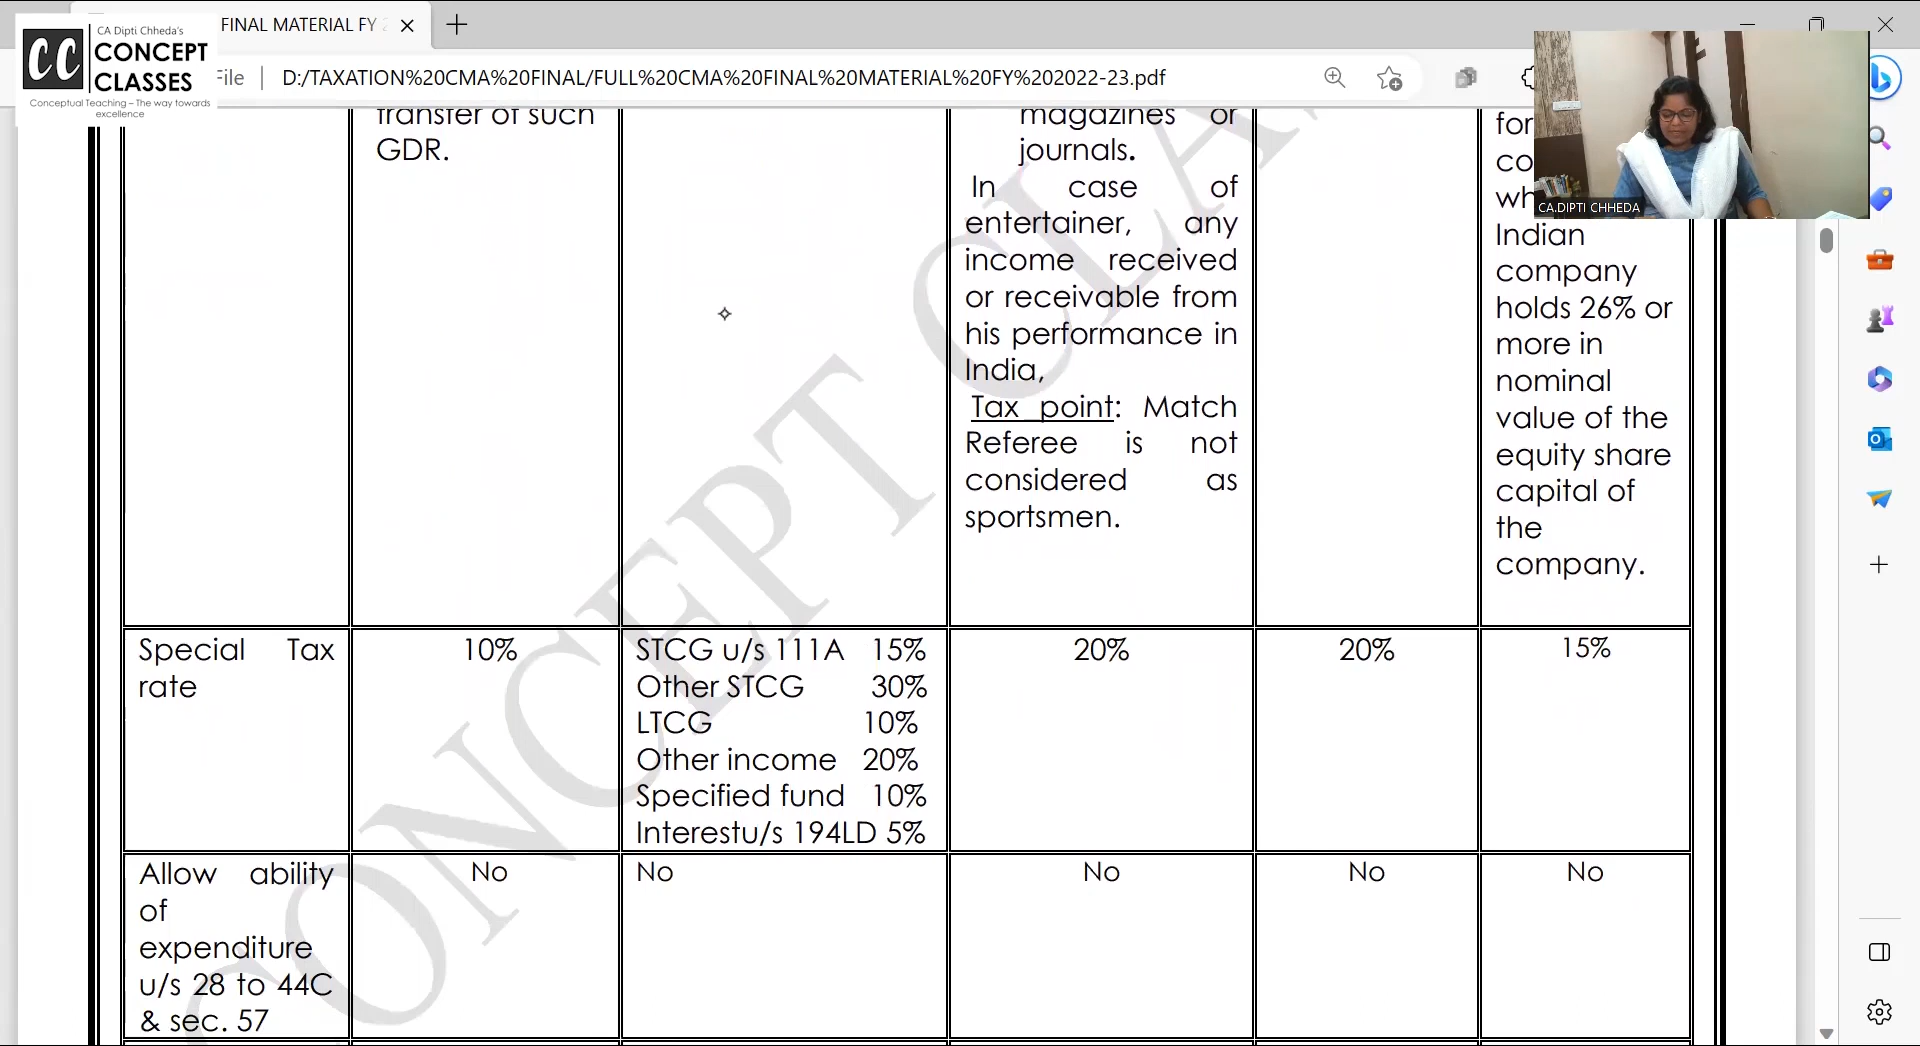 CC
CA Dipti Chheda's
CONCEPT
CLASSES
Conceptual Teaching – The way towards
excellence
FINAL MATERIAL FY
File
D:/TAXATION%20CMA%20FINAL/FULL%20CMA%20FINAL%20MATERIAL%20FY%202022-23.pdf
CA.DIPTI CHHEDA
transfer of such
GDR.
magazines or
journals.
In case of
entertainer, any
income received
or receivable from
his performance in
India,
Tax point: Match
Referee is not
considered as
sportsmen.
for
co
wh
Indian
company
holds 26% or
more in
nominal
value of the
equity share
capital of
the
company.
Special Tax
rate
10%
STCG u/s 111A 15%
Other STCG 30%
LTCG 10%
Other income 20%
Specified fund 10%
Interestu/s 194LD 5%
20%
20%
15%
Allow ability
of
expenditure
u/s 28 to 44C
& sec. 57
No
No
No
No
No
CONCEPT CLA